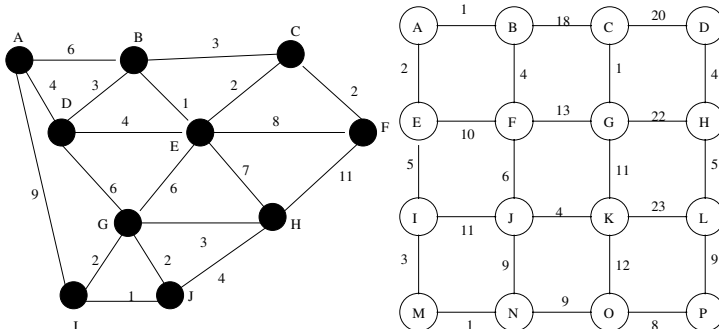 C
A B
6 3
4 3 2 2
D 1
4 8 F
E
7 11
9 6 6
G H
3
2 2 4
1 J
I
1 18 20
A B C D
2 4 1 4
E F G H
10 13 22
5 6 11 5
I J K L
11 4 23
3 9 12 9
M N O P
1 9 8